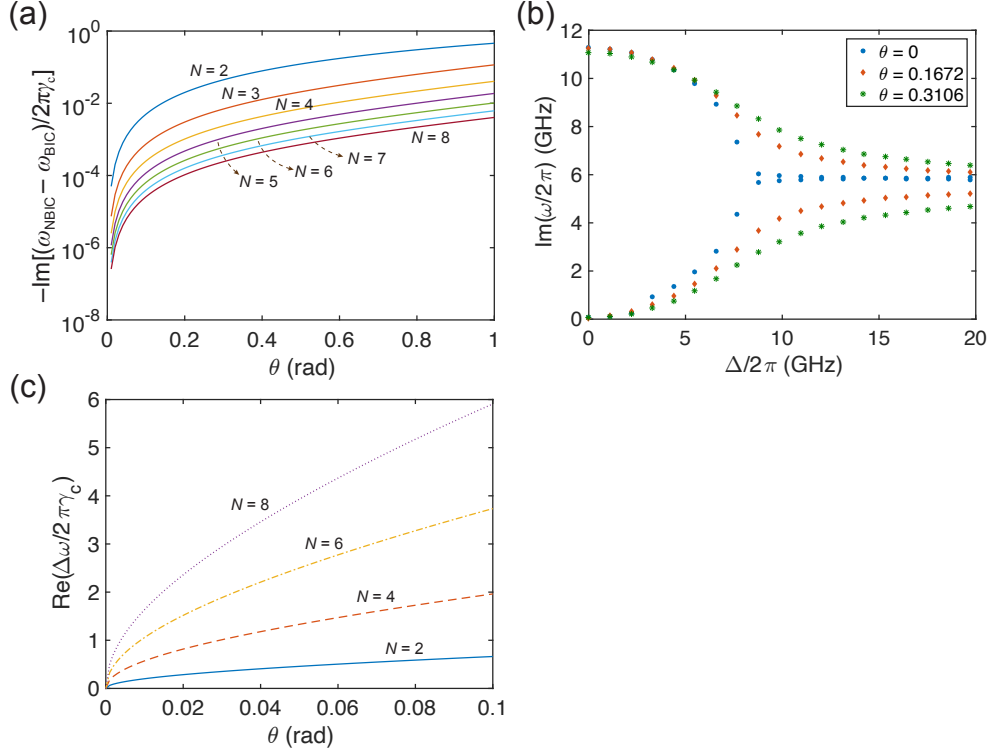 (a)
−Im[(ω_NBIC − ω_BIC)/2πγ_c]
10^0
10^-2
10^-4
10^-6
10^-8
N = 2
N = 3
N = 4
N = 8
N = 7
N = 5
N = 6
0
0.2
0.4
0.6
0.8
1
θ (rad)
(b)
Im(ω/2π) (GHz)
12
10
8
6
4
2
0
θ = 0
θ = 0.1672
θ = 0.3106
0
5
10
15
20
Δ/2π (GHz)
(c)
Re(Δω/2πγ_c)
6
5
4
3
2
1
0
N = 8
N = 6
N = 4
N = 2
0
0.02
0.04
0.06
0.08
0.1
θ (rad)